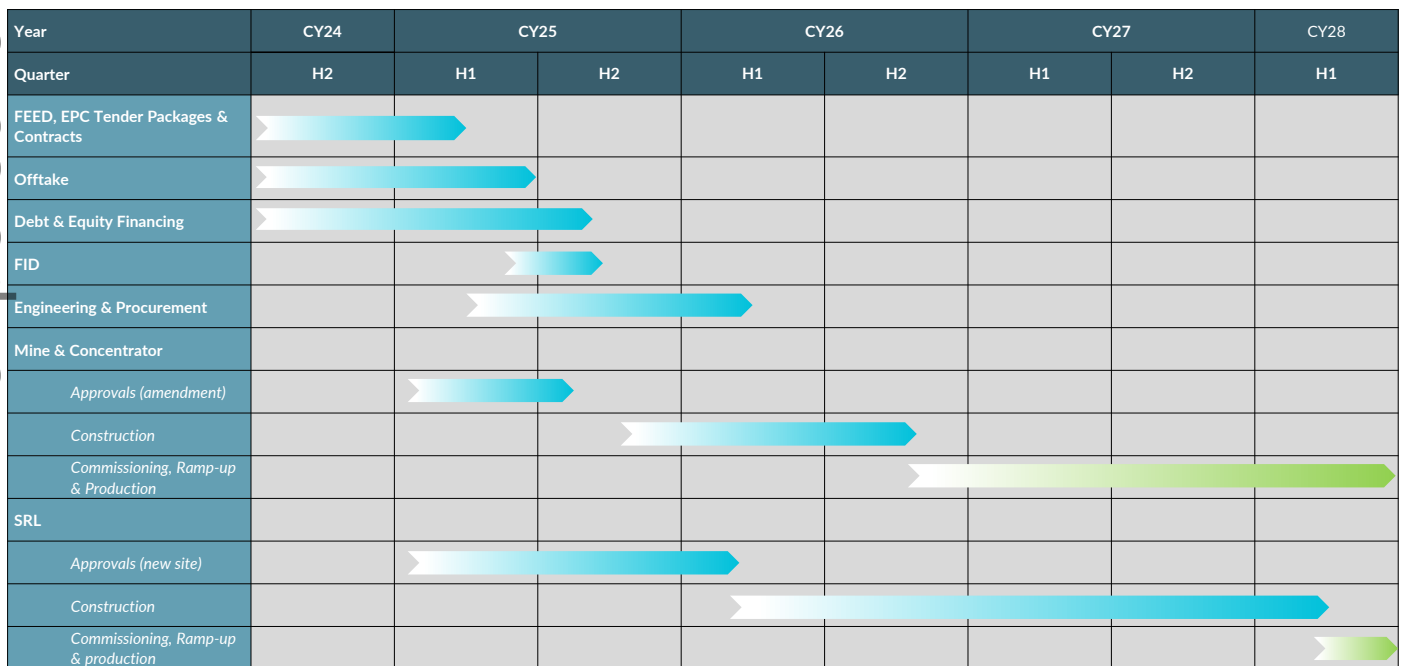 Year CY24 CY25 CY26 CY27 CY28
Quarter H2 H1 H2 H1 H2 H1 H2 H1
FEED, EPC Tender Packages &
Contracts
Offtake
Debt & Equity Financing
FID
Engineering & Procurement
Mine & Concentrator
Approvals (amendment)
Construction
Commissioning, Ramp-up
& Production
SRL
Approvals (new site)
Construction
Commissioning, Ramp-up
& production